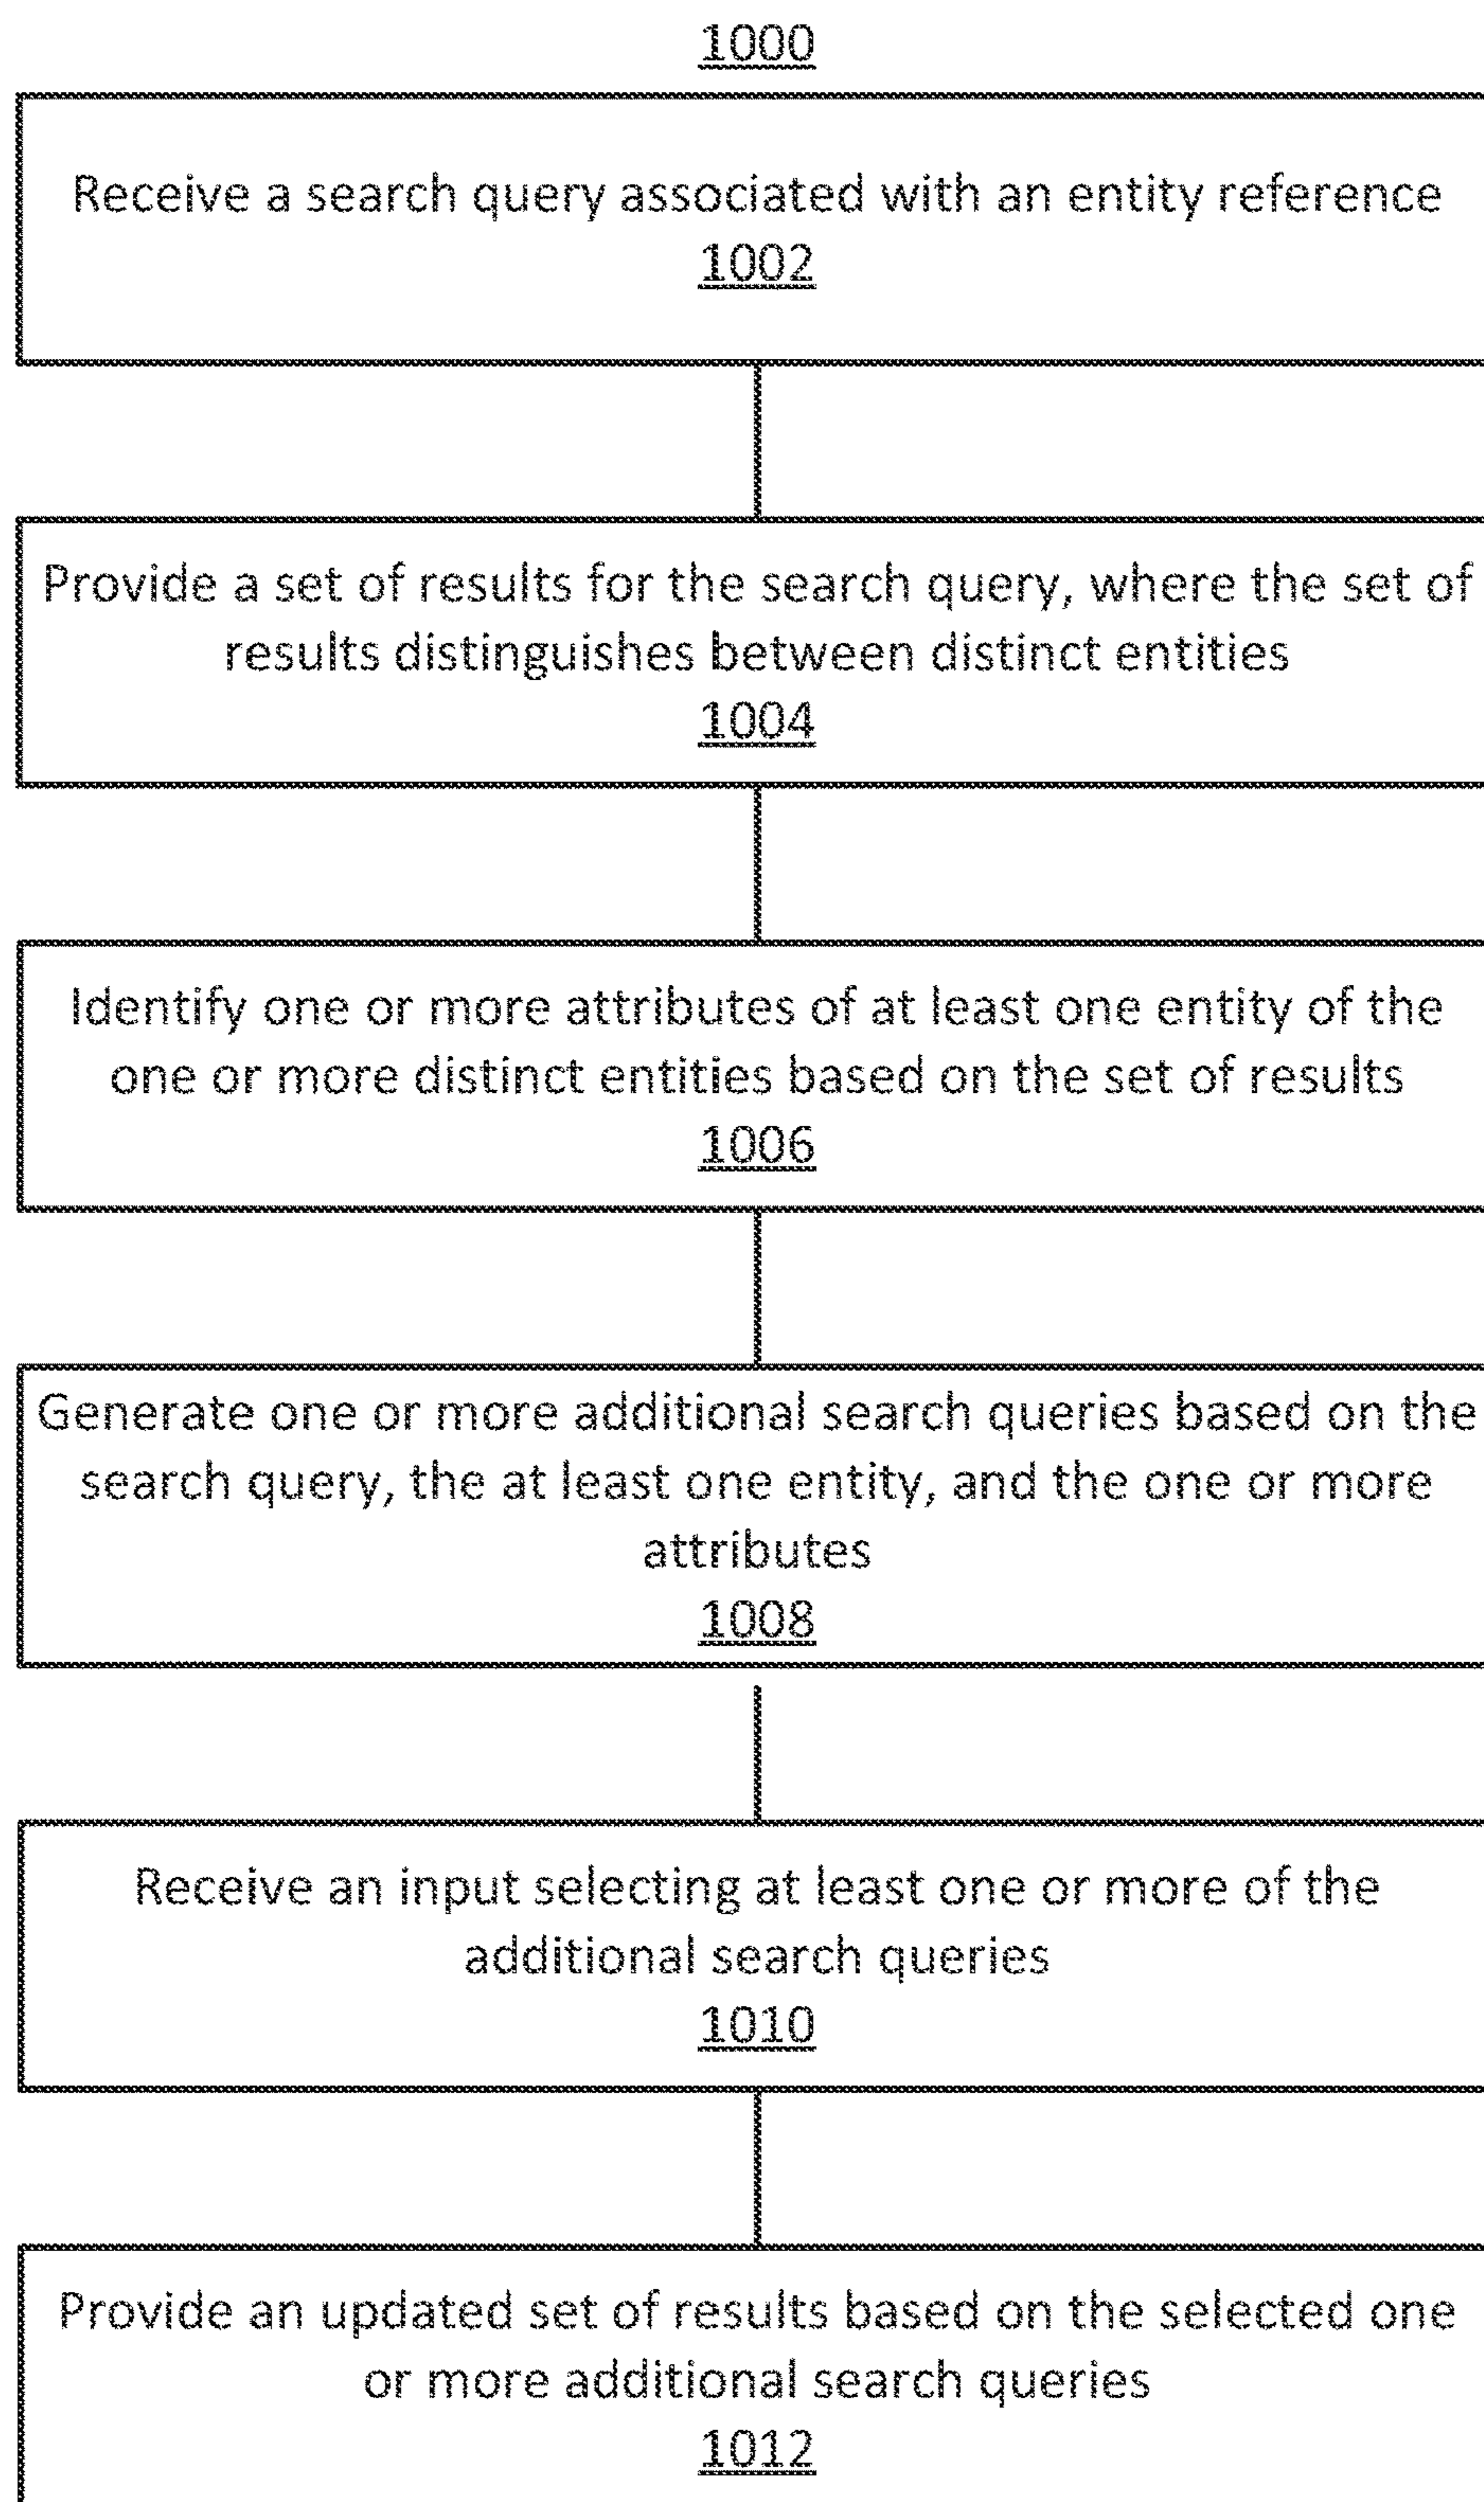 1000
Receive a search query associated with an entity reference
1002
Provide a set of results for the search query, where the set of
results distinguishes between distinct entities
1004
Identify one or more attributes of at least one entity of the
one or more distinct entities based on the set of results
1006
Generate one or more additional search queries based on the
search query, the at least one entity, and the one or more
attributes
1008
Receive an input selecting at least one or more of the
additional search queries
1010
Provide an updated set of results based on the selected one
or more additional search queries
1012